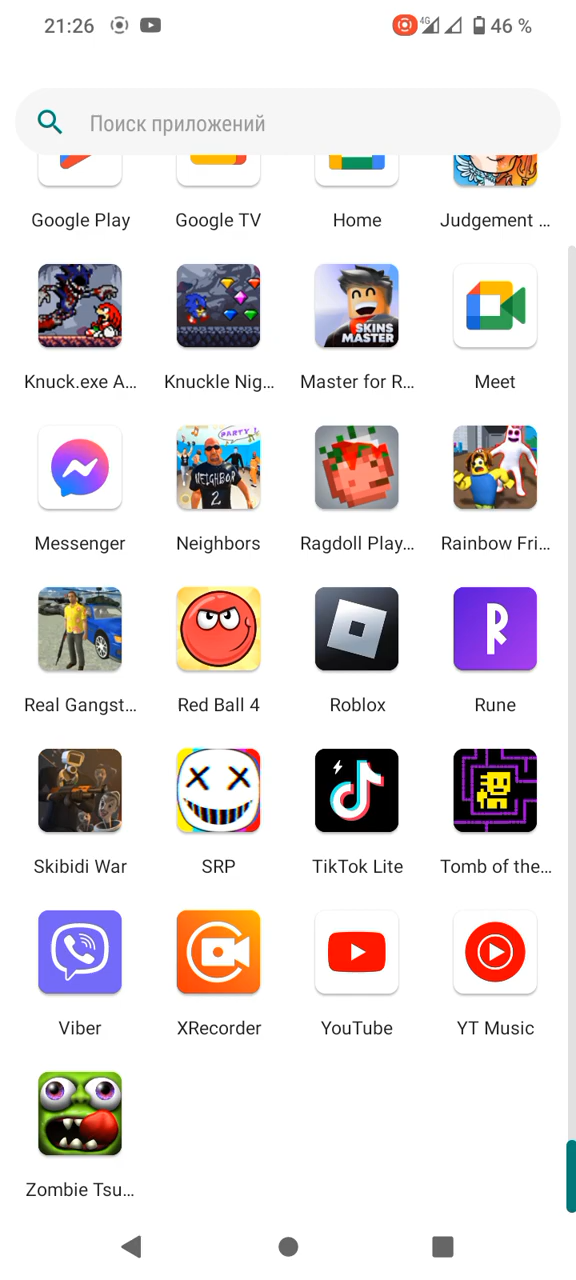 21:26
4G
46 %
Поиск приложений
Google Play
Google TV
Home
Judgement ...
Knuck.exe A...
Knuckle Nig...
SKINS
MASTER
Master for R...
Meet
PARTY !
NEIGHBOR
2
Messenger
Neighbors
Ragdoll Play...
Rainbow Fri...
Real Gangst...
Red Ball 4
Roblox
Rune
Skibidi War
SRP
TikTok Lite
Tomb of the...
Viber
XRecorder
YouTube
YT Music
Zombie Tsu...